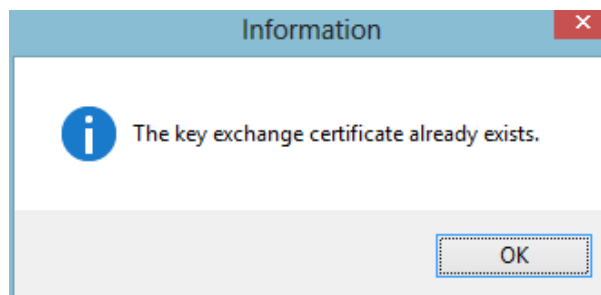 Information
The key exchange certificate already exists.
OK